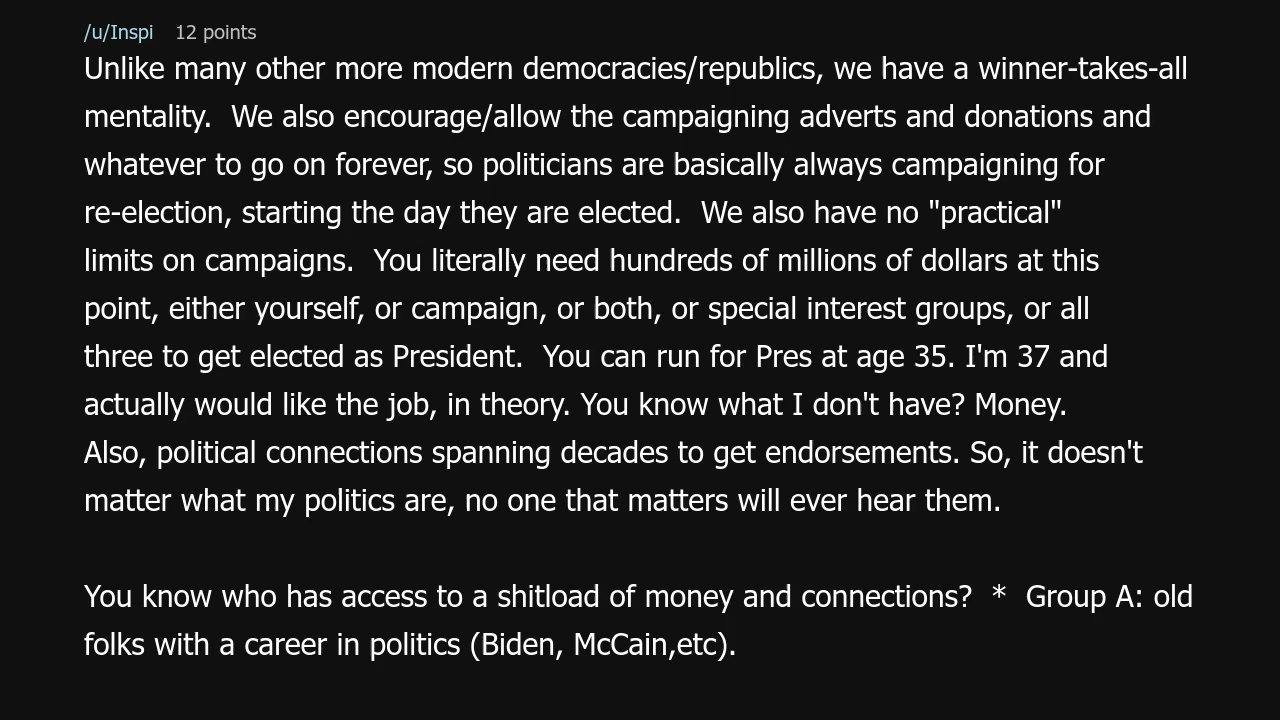 /u/Inspi 12 points
Unlike many other more modern democracies/republics, we have a winner-takes-all
mentality.  We also encourage/allow the campaigning adverts and donations and
whatever to go on forever, so politicians are basically always campaigning for
re-election, starting the day they are elected.  We also have no "practical"
limits on campaigns.  You literally need hundreds of millions of dollars at this
point, either yourself, or campaign, or both, or special interest groups, or all
three to get elected as President.  You can run for Pres at age 35. I'm 37 and
actually would like the job, in theory. You know what I don't have? Money.
Also, political connections spanning decades to get endorsements. So, it doesn't
matter what my politics are, no one that matters will ever hear them.
You know who has access to a shitload of money and connections?  *  Group A: old
folks with a career in politics (Biden, McCain,etc).